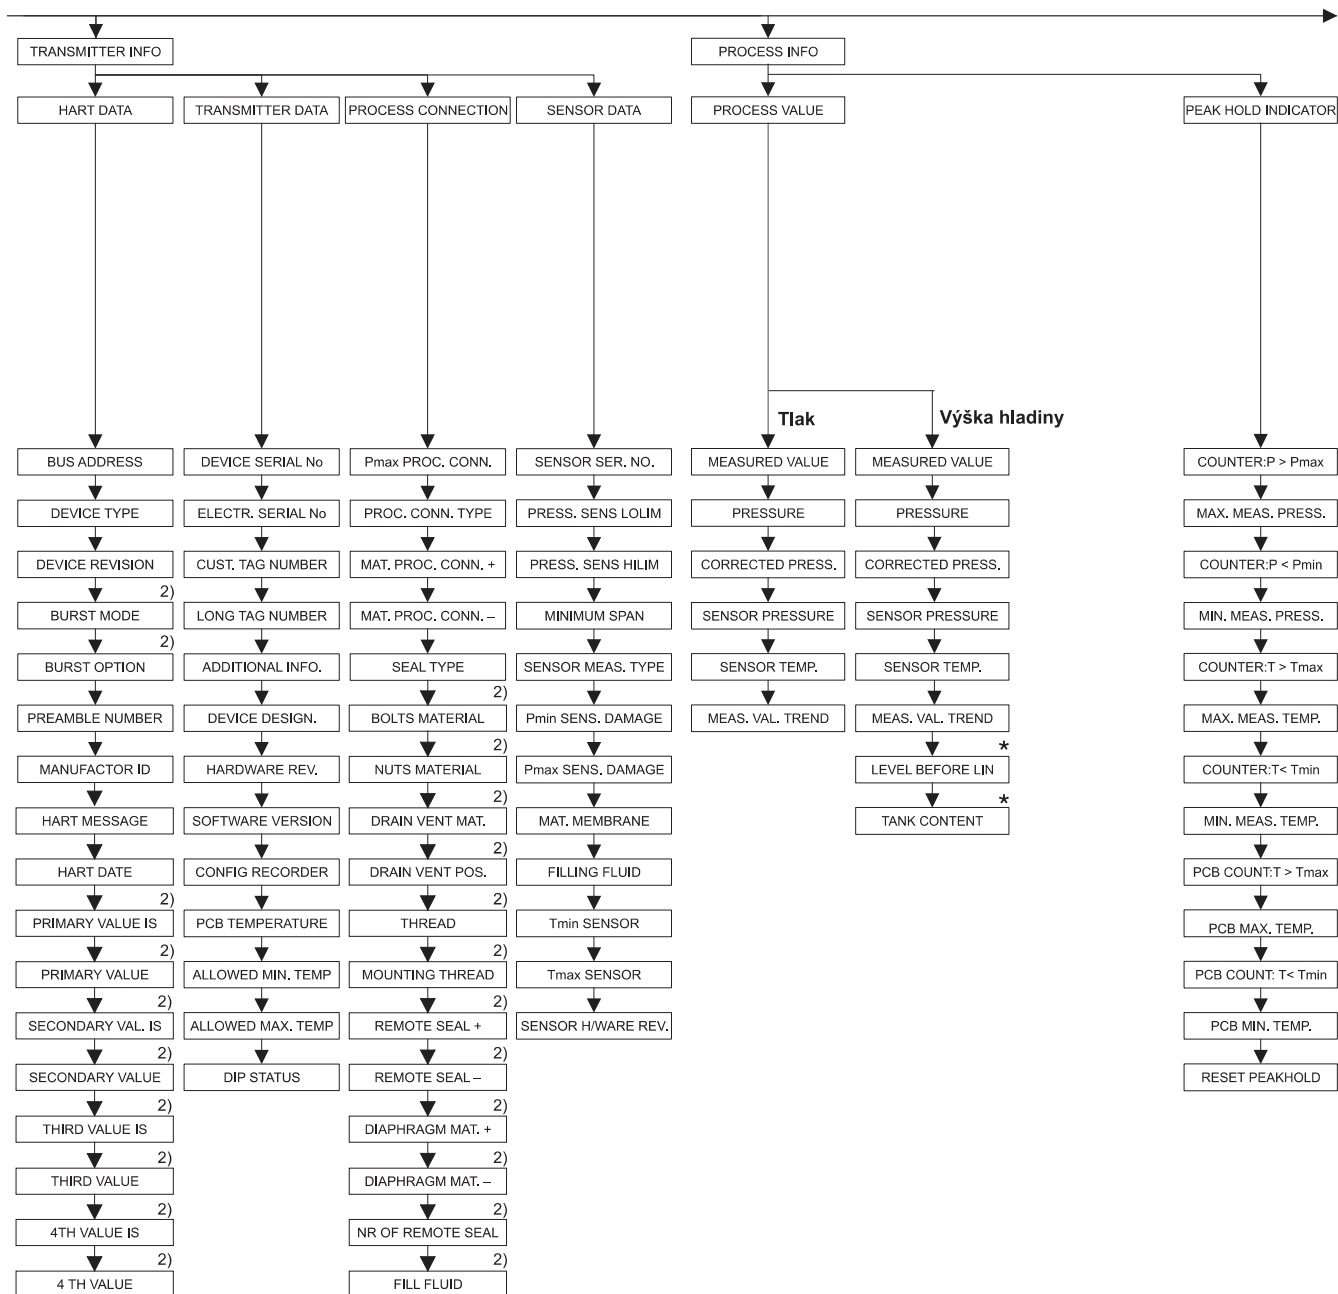 TRANSMITTER INFO
PROCESS INFO
HART DATA
TRANSMITTER DATA
PROCESS CONNECTION
SENSOR DATA
PROCESS VALUE
PEAK HOLD INDICATOR
Tlak
Výška hladiny
BUS ADDRESS
DEVICE TYPE
DEVICE REVISION
2)
BURST MODE
2)
BURST OPTION
PREAMBLE NUMBER
MANUFACTOR ID
HART MESSAGE
HART DATE
2)
PRIMARY VALUE IS
2)
PRIMARY VALUE
2)
SECONDARY VAL. IS
2)
SECONDARY VALUE
2)
THIRD VALUE IS
2)
THIRD VALUE
2)
4TH VALUE IS
2)
4 TH VALUE
DEVICE SERIAL No
ELECTR. SERIAL No
CUST. TAG NUMBER
LONG TAG NUMBER
ADDITIONAL INFO.
DEVICE DESIGN.
HARDWARE REV.
SOFTWARE VERSION
CONFIG RECORDER
PCB TEMPERATURE
ALLOWED MIN. TEMP
ALLOWED MAX. TEMP
DIP STATUS
Pmax PROC. CONN.
PROC. CONN. TYPE
MAT. PROC. CONN. +
MAT. PROC. CONN. –
SEAL TYPE
2)
BOLTS MATERIAL
2)
NUTS MATERIAL
2)
DRAIN VENT MAT.
2)
DRAIN VENT POS.
2)
THREAD
2)
MOUNTING THREAD
2)
REMOTE SEAL +
2)
REMOTE SEAL –
2)
DIAPHRAGM MAT. +
2)
DIAPHRAGM MAT. –
2)
NR OF REMOTE SEAL
2)
FILL FLUID
SENSOR SER. NO.
PRESS. SENS LOLIM
PRESS. SENS HILIM
MINIMUM SPAN
SENSOR MEAS. TYPE
Pmin SENS. DAMAGE
Pmax SENS. DAMAGE
MAT. MEMBRANE
FILLING FLUID
Tmin SENSOR
Tmax SENSOR
SENSOR H/WARE REV.
MEASURED VALUE
PRESSURE
CORRECTED PRESS.
SENSOR PRESSURE
SENSOR TEMP.
MEAS. VAL. TREND
MEASURED VALUE
PRESSURE
CORRECTED PRESS.
SENSOR PRESSURE
SENSOR TEMP.
MEAS. VAL. TREND
*
LEVEL BEFORE LIN
*
TANK CONTENT
COUNTER:P > Pmax
MAX. MEAS. PRESS.
COUNTER:P < Pmin
MIN. MEAS. PRESS.
COUNTER:T > Tmax
MAX. MEAS. TEMP.
COUNTER:T< Tmin
MIN. MEAS. TEMP.
PCB COUNT:T > Tmax
PCB MAX. TEMP.
PCB COUNT: T< Tmin
PCB MIN. TEMP.
RESET PEAKHOLD